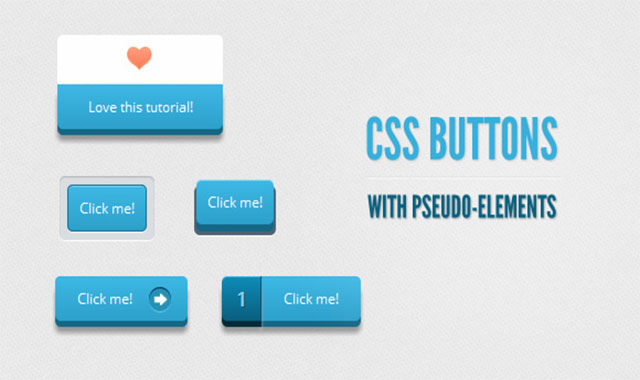 Love this tutorial!
CSS BUTTONS
WITH PSEUDO-ELEMENTS
Click me!
Click me!
Click me!
1 Click me!